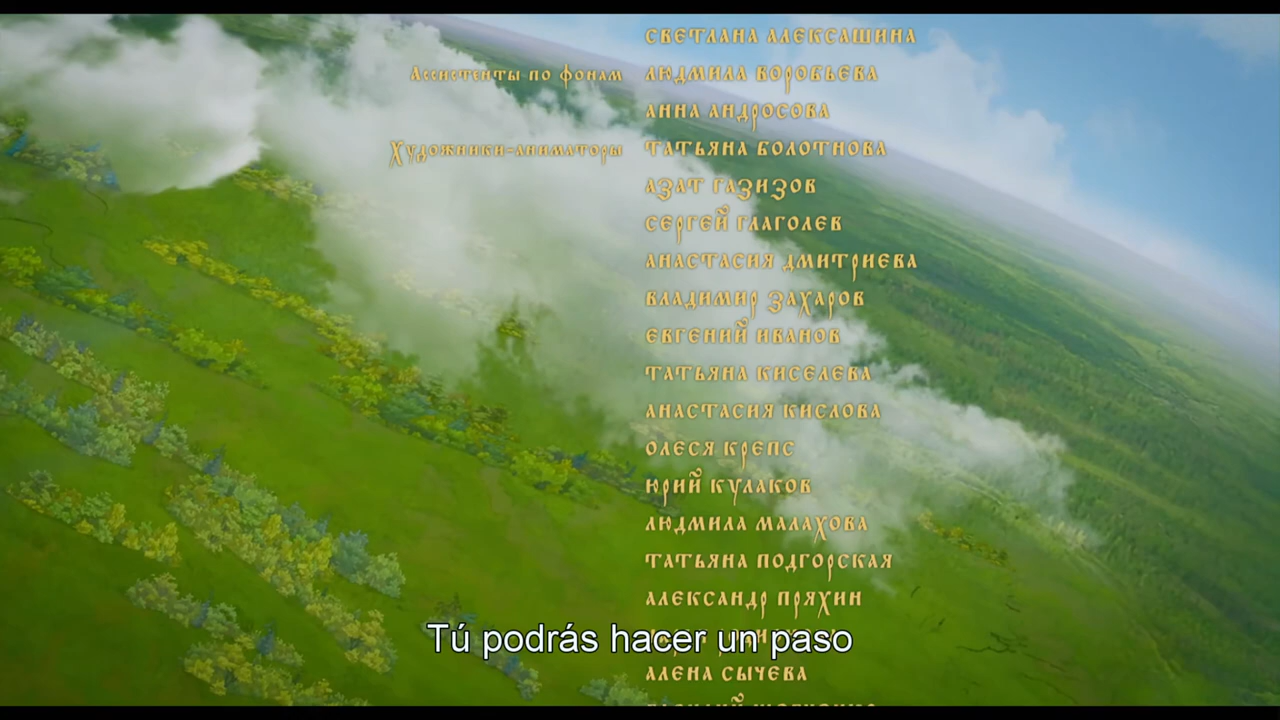 СВЕТЛАНА АЛЕКСАШИНА
Ассистенты по фонам ЛЮДМИЛА ВОРОБЬЕВА
АННА АНДРОСОВА
Художники-аниматоры ТАТЬЯНА БОЛОТНОВА
АЗАТ ГАЗИЗОВ
СЕРГЕЙ ГЛАГОЛЕВ
АНАСТАСИЯ ДМИТРИЕВА
ВЛАДИМИР ЗАХАРОВ
ЕВГЕНИЙ ИВАНОВ
ТАТЬЯНА КИСЕЛЕВА
АНАСТАСИЯ КИСЛОВА
ОЛЕСЯ КРЕПС
ЮРИЙ КУЛАКОВ
ЛЮДМИЛА МАЛАХОВА
ТАТЬЯНА ПОДГОРСКАЯ
АЛЕКСАНДР ПРЯХИН
Tú podrás hacer un paso
АЛЕНА СЫЧЕВА